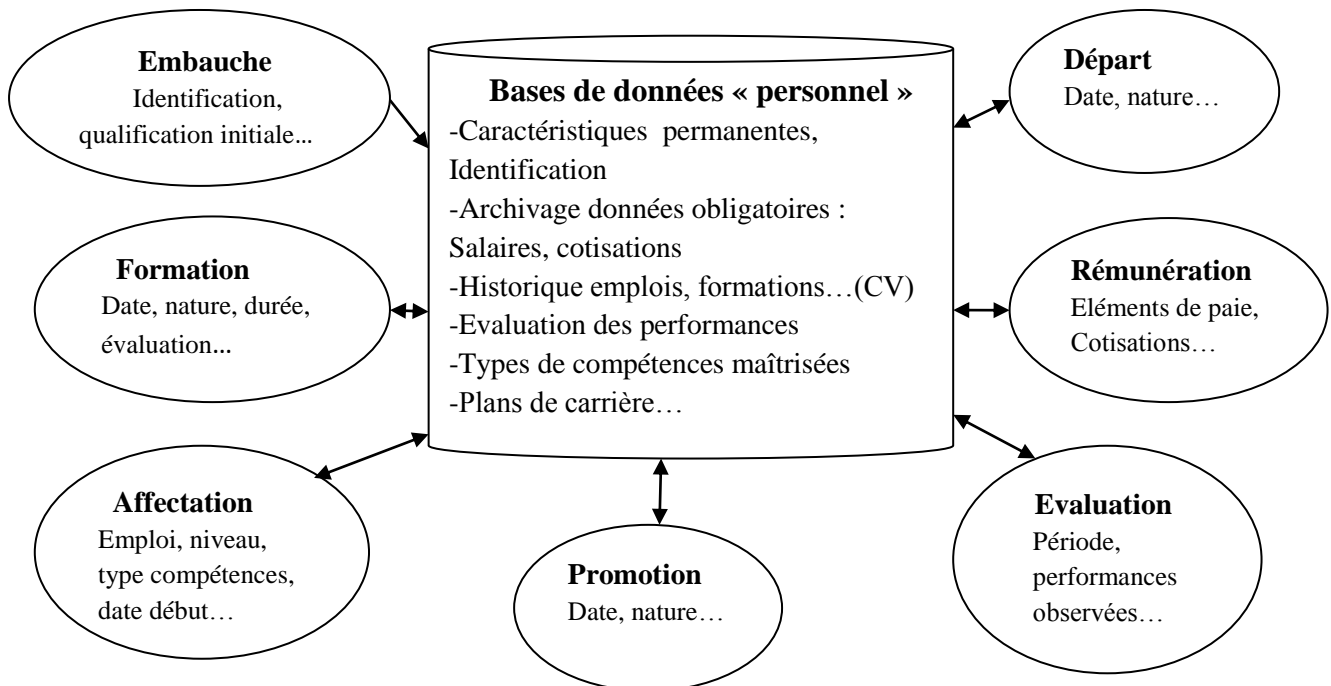 Embauche
Identification,
qualification initiale...
Bases de données « personnel »
-Caractéristiques permanentes,
Identification
-Archivage données obligatoires :
Salaires, cotisations
-Historique emplois, formations…(CV)
-Evaluation des performances
-Types de compétences maîtrisées
-Plans de carrière…
Départ
Date, nature…
Formation
Date, nature, durée,
évaluation...
Rémunération
Eléments de paie,
Cotisations…
Affectation
Emploi, niveau,
type compétences,
date début…
Promotion
Date, nature…
Evaluation
Période,
performances
observées…